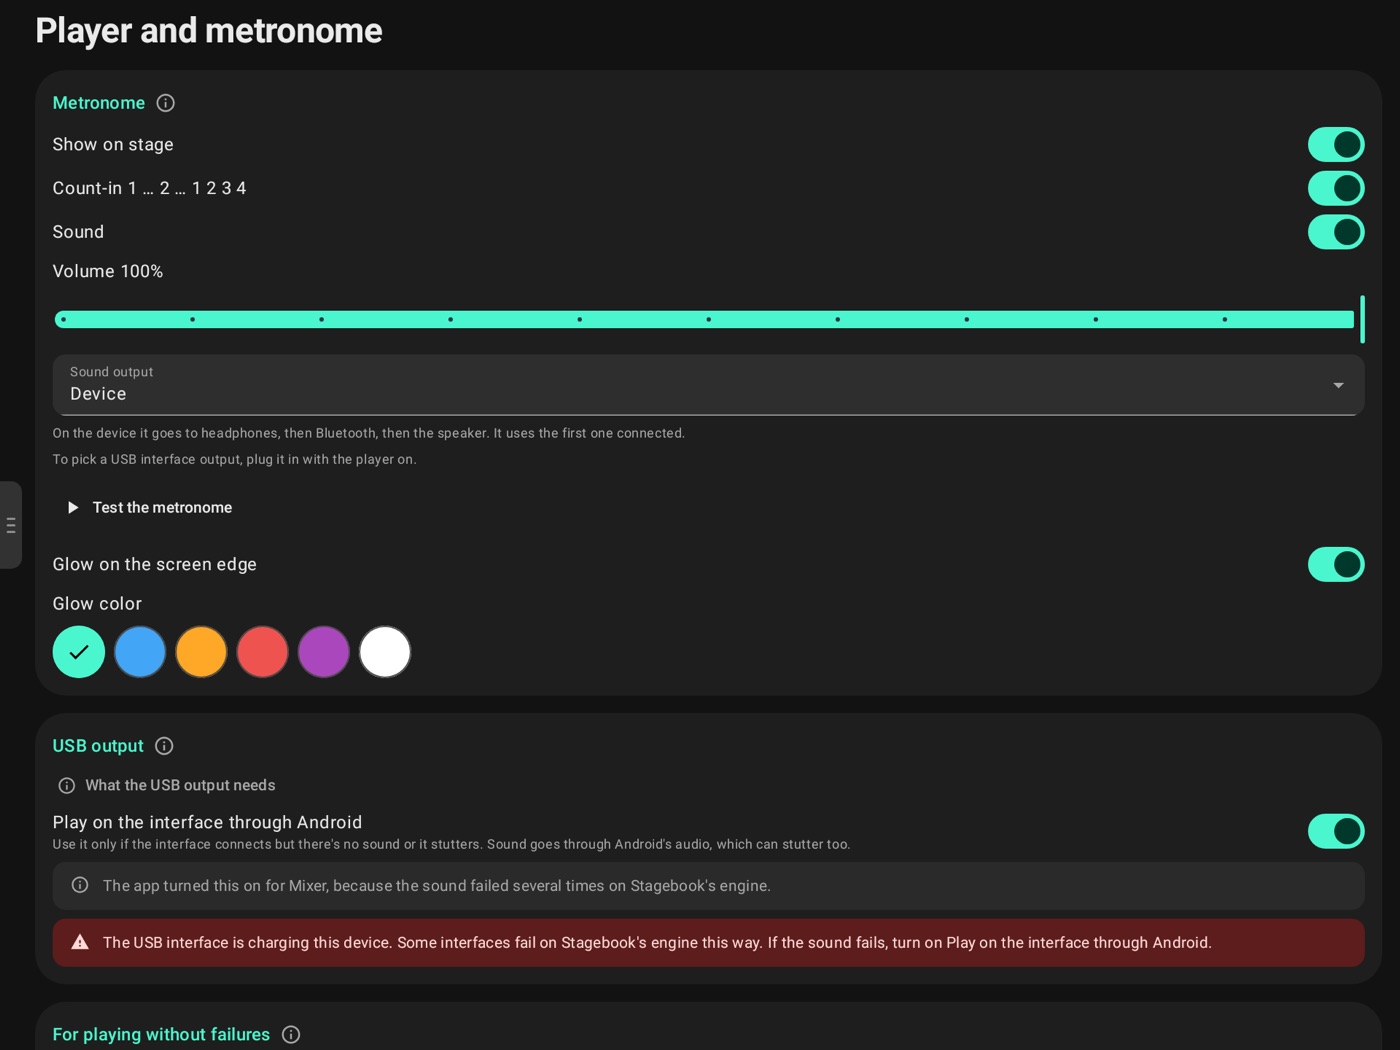 Player and metronome
Metronome
Show on stage
Count-in 1 ... 2 ... 1 2 3 4
Sound
Volume 100%
Sound output
Device
On the device it goes to headphones, then Bluetooth, then the speaker. It uses the first one connected.
To pick a USB interface output, plug it in with the player on.
Test the metronome
Glow on the screen edge
Glow color
USB output
What the USB output needs
Play on the interface through Android
Use it only if the interface connects but there's no sound or it stutters. Sound goes through Android's audio, which can stutter too.
The app turned this on for Mixer, because the sound failed several times on Stagebook's engine.
The USB interface is charging this device. Some interfaces fail on Stagebook's engine this way. If the sound fails, turn on Play on the interface through Android.
For playing without failures